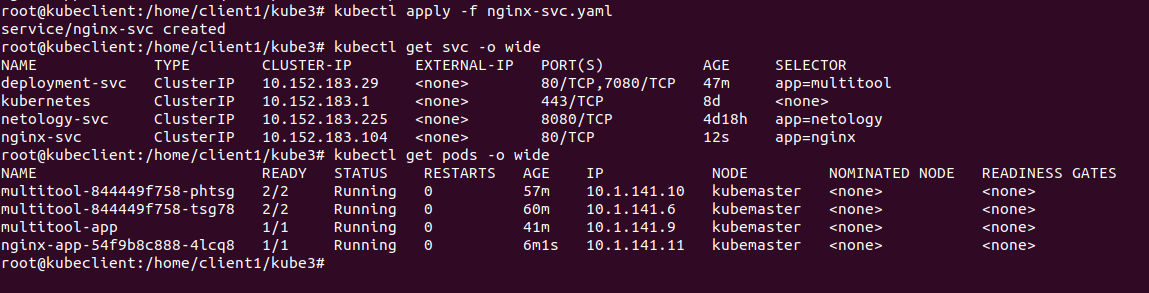 root@kubeclient:/home/client1/kube3# kubectl apply -f nginx-svc.yaml
service/nginx-svc created
root@kubeclient:/home/client1/kube3# kubectl get svc -o wide
NAME TYPE CLUSTER-IP EXTERNAL-IP PORT(S) AGE SELECTOR
deployment-svc ClusterIP 10.152.183.29 <none> 80/TCP,7080/TCP 47m app=multitool
kubernetes ClusterIP 10.152.183.1 <none> 443/TCP 8d <none>
netology-svc ClusterIP 10.152.183.225 <none> 8080/TCP 4d18h app=netology
nginx-svc ClusterIP 10.152.183.104 <none> 80/TCP 12s app=nginx
root@kubeclient:/home/client1/kube3# kubectl get pods -o wide
NAME READY STATUS RESTARTS AGE IP NODE NOMINATED NODE READINESS GATES
multitool-844449f758-phtsg 2/2 Running 0 57m 10.1.141.10 kubemaster <none> <none>
multitool-844449f758-tsg78 2/2 Running 0 60m 10.1.141.6 kubemaster <none> <none>
multitool-app 1/1 Running 0 41m 10.1.141.9 kubemaster <none> <none>
nginx-app-54f9b8c888-4lcq8 1/1 Running 0 6m1s 10.1.141.11 kubemaster <none> <none>
root@kubeclient:/home/client1/kube3#